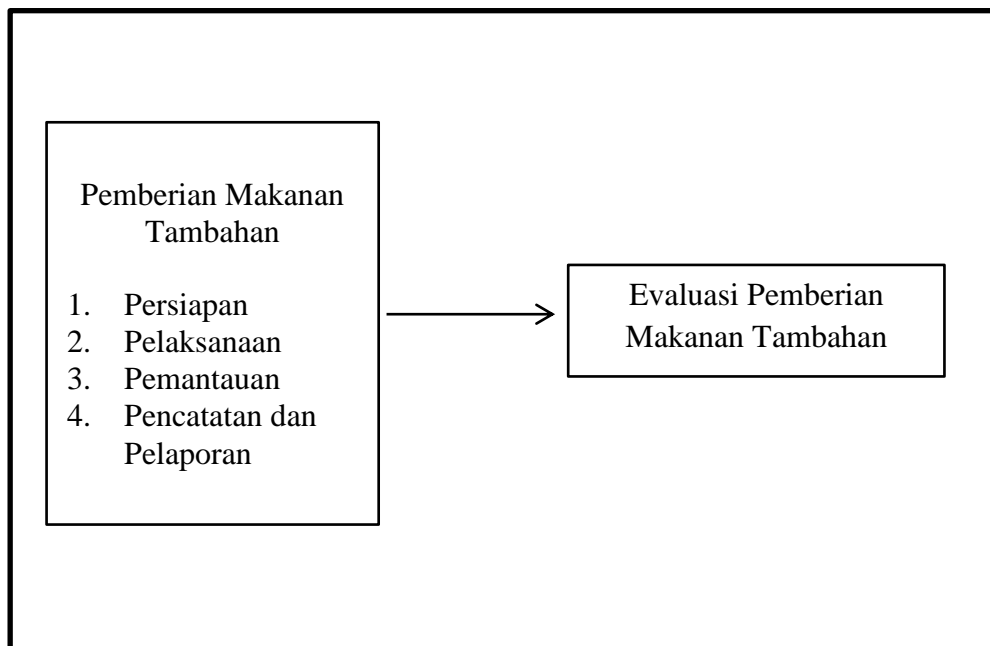 Pemberian Makanan
Tambahan
1. Persiapan
2. Pelaksanaan
3. Pemantauan
4. Pencatatan dan
Pelaporan
Evaluasi Pemberian
Makanan Tambahan